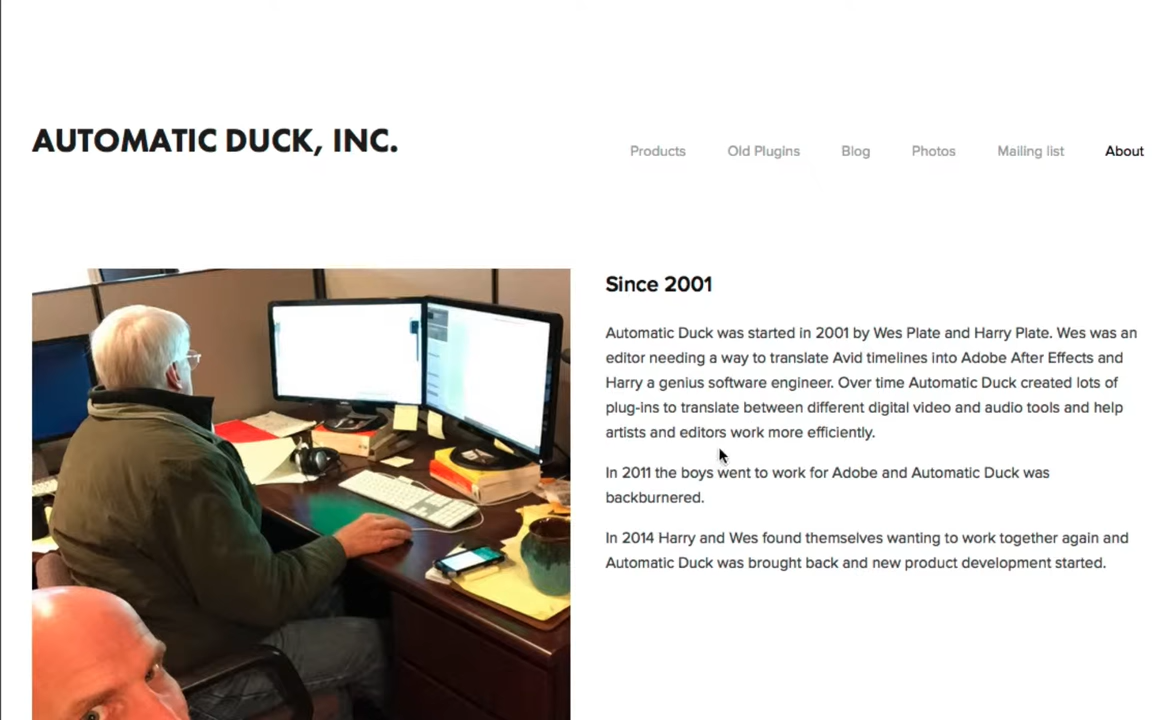 AUTOMATIC DUCK, INC.
Products Old Plugins Blog Photos Mailing list About
Since 2001
Automatic Duck was started in 2001 by Wes Plate and Harry Plate. Wes was an
editor needing a way to translate Avid timelines into Adobe After Effects and
Harry a genius software engineer. Over time Automatic Duck created lots of
plug-ins to translate between different digital video and audio tools and help
artists and editors work more efficiently.
In 2011 the boys went to work for Adobe and Automatic Duck was
backburnered.
In 2014 Harry and Wes found themselves wanting to work together again and
Automatic Duck was brought back and new product development started.